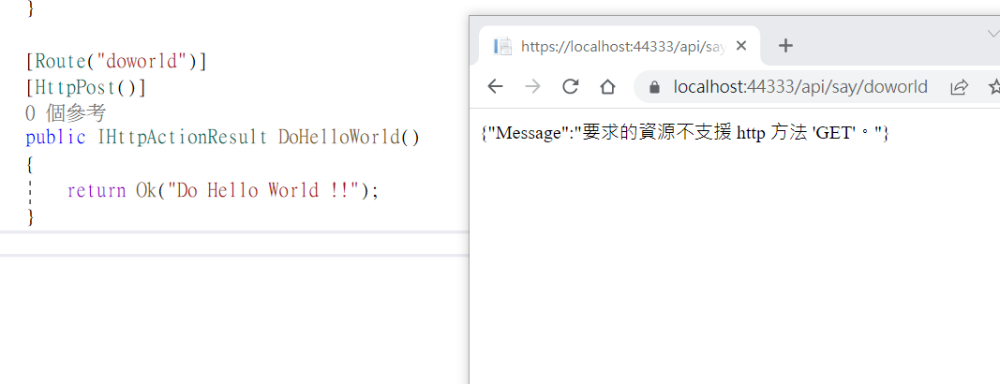 }
[Route("doworld")]
[HttpPost()]
0 個參考
public IHttpActionResult DoHelloWorld()
{
return Ok("Do Hello World !!");
}
https://localhost:44333/api/say
localhost:44333/api/say/doworld
{"Message":"要求的資源不支援 http 方法 'GET'。"}